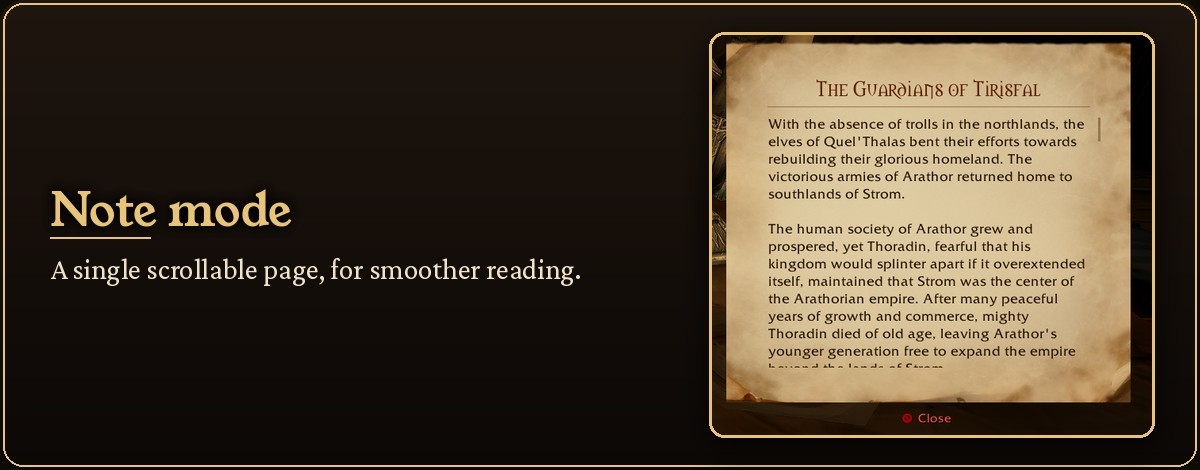 Note mode
A single scrollable page, for smoother reading.
The Guardians of Tirisfal
With the absence of trolls in the northlands, the
elves of Quel'Thalas bent their efforts towards
rebuilding their glorious homeland. The
victorious armies of Arathor returned home to
southlands of Strom.
The human society of Arathor grew and
prospered, yet Thoradin, fearful that his
kingdom would splinter apart if it overextended
itself, maintained that Strom was the center of
the Arathorian empire. After many peaceful
years of growth and commerce, mighty
Thoradin died of old age, leaving Arathor's
younger generation free to expand the empire
beyond the lands of Strom
Close